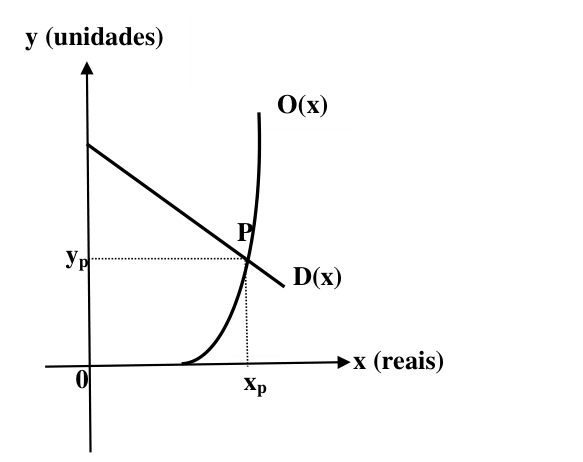 y (unidades)
O(x)
P
yp
D(x)
x (reais)
0
xp